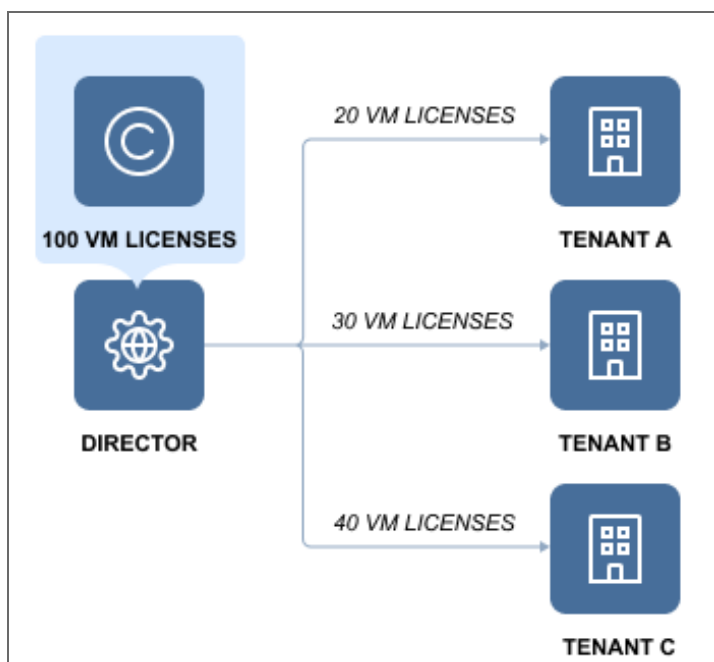 20 VM LICENSES
100 VM LICENSES
TENANT A
30 VM LICENSES
DIRECTOR
TENANT B
40 VM LICENSES
TENANT C